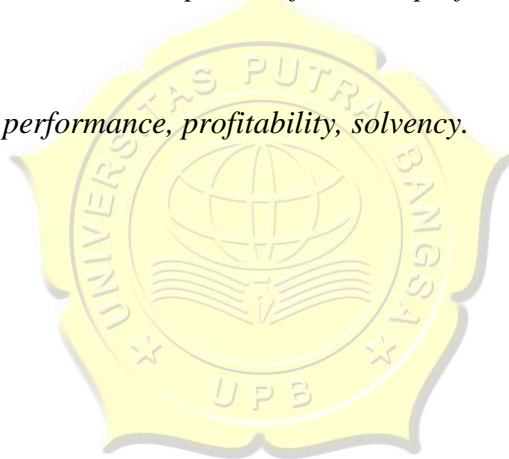 performance, profitability, solvency.
UNIVERSITAS PUTRA BANGSA
UPB